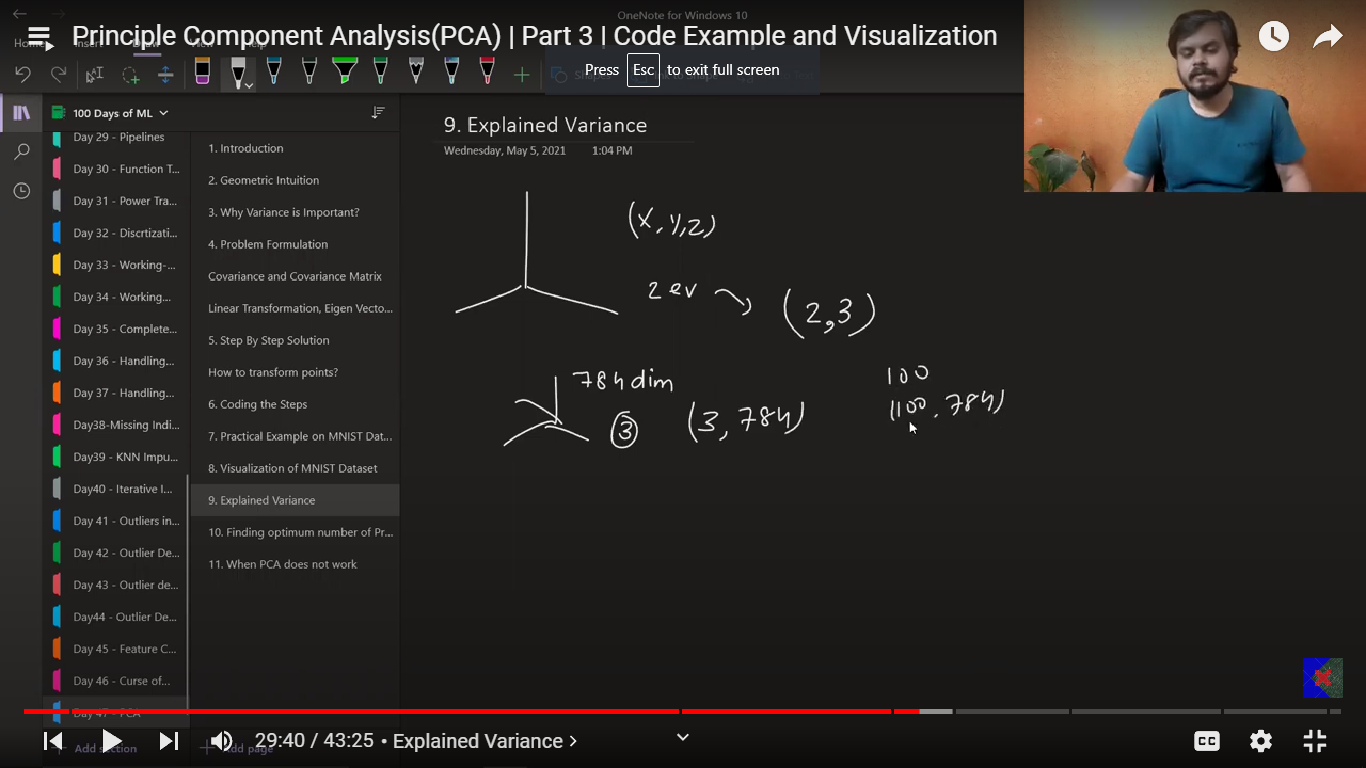 OneNote for Windows 10
Principle Component Analysis(PCA) | Part 3 | Code Example and Visualization
Press Esc to exit full screen
100 Days of ML
Day 29 - Pipelines
Day 30 - Function T...
Day 31 - Power Tra...
Day 32 - Discrtizati...
Day 33 - Working-...
Day 34 - Working...
Day 35 - Complete...
Day 36 - Handling...
Day 37 - Handling...
Day38-Missing Indi...
Day39 - KNN Impu...
Day40 - Iterative I...
Day 41 - Outliers in...
Day 42 - Outlier De...
Day 43 - Outlier de...
Day44 - Outlier De...
Day 45 - Feature C...
Day 46 - Curse of...
Day 47 - PCA
Add section
1. Introduction
2. Geometric Intuition
3. Why Variance is Important?
4. Problem Formulation
Covariance and Covariance Matrix
Linear Transformation, Eigen Vecto...
5. Step By Step Solution
How to transform points?
6. Coding the Steps
7. Practical Example on MNIST Dat...
8. Visualization of MNIST Dataset
9. Explained Variance
10. Finding optimum number of Pr...
11. When PCA does not work
Add page
9. Explained Variance
Wednesday, May 5, 2021 1:04 PM
(X,Y,Z)
2 ev (2,3)
784 dim
3 (3,784)
100
(100,784)
29:40 / 43:25 • Explained Variance
CC